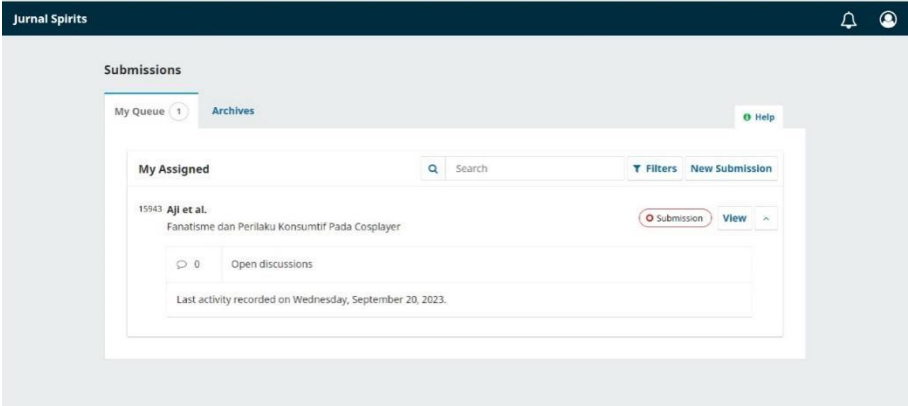 Jurnal Spirits
Submissions
My Queue 1 Archives
Help
My Assigned Search Filters New Submission
15943 Aji et al. Submission View
Fanatisme dan Perilaku Konsumtif Pada Cosplayer
0 Open discussions
Last activity recorded on Wednesday, September 20, 2023.